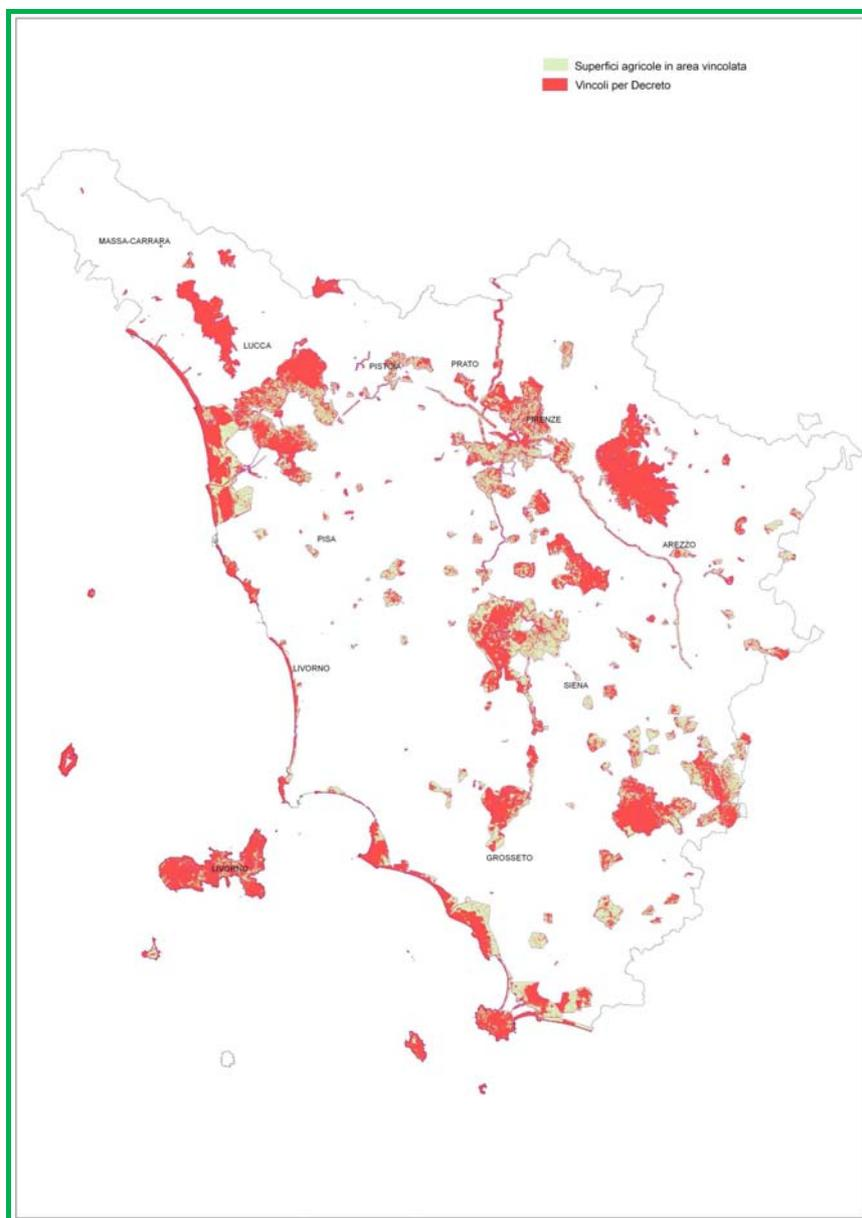 Superfici agricole in area vincolata
Vincoli per Decreto
MASSA-CARRARA
LUCCA
PISTOIA
PRATO
FIRENZE
PISA
AREZZO
LIVORNO
SIENA
GROSSETO
LIVORNO